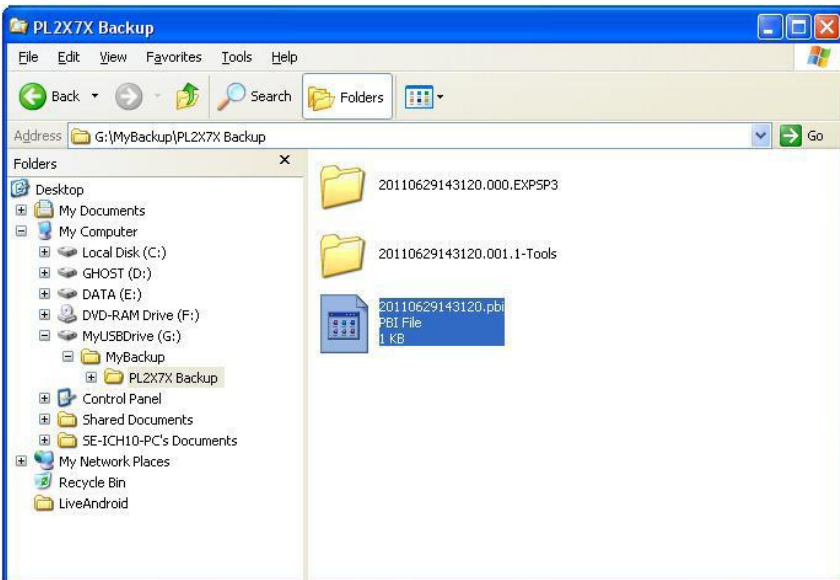 PL2X7X Backup
File Edit View Favorites Tools Help
Back Search Folders
Address G:\MyBackup\PL2X7X Backup Go
Folders x
Desktop
My Documents
My Computer
Local Disk (C:)
GHOST (D:)
DATA (E:)
DVD-RAM Drive (F:)
MyUSBDrive (G:)
MyBackup
PL2X7X Backup
Control Panel
Shared Documents
SE-ICH10-PC's Documents
My Network Places
Recycle Bin
LiveAndroid
20110629143120.000.EXPSP3
20110629143120.001.1-Tools
20110629143120.pbi
PBI File
1 KB